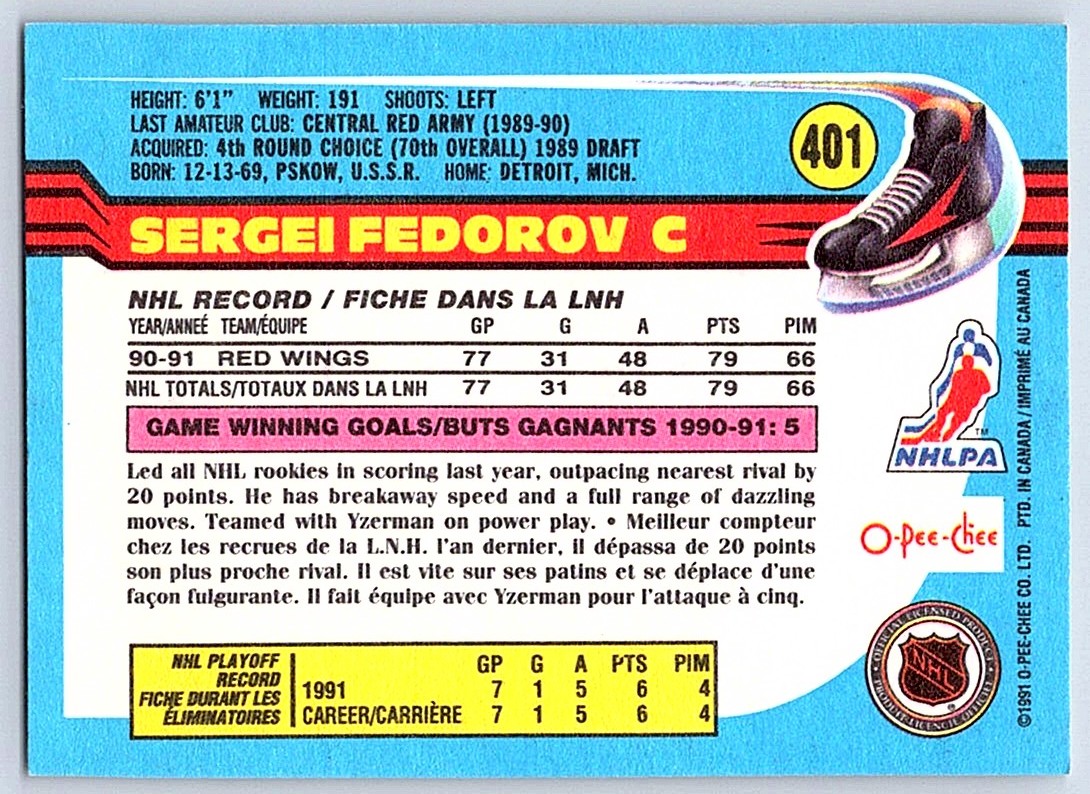 HEIGHT: 6'1" WEIGHT: 191 SHOOTS: LEFT
LAST AMATEUR CLUB: CENTRAL RED ARMY (1989-90)
ACQUIRED: 4th ROUND CHOICE (70th OVERALL) 1989 DRAFT
BORN: 12-13-69, PSKOW, U.S.S.R. HOME: DETROIT, MICH.
401
SERGEI FEDOROV C
NHL RECORD / FICHE DANS LA LNH
YEAR/ANNEÉ TEAM/ÉQUIPE GP G A PTS PIM
90-91 RED WINGS 77 31 48 79 66
NHL TOTALS/TOTAUX DANS LA LNH 77 31 48 79 66
GAME WINNING GOALS/BUTS GAGNANTS 1990-91: 5
Led all NHL rookies in scoring last year, outpacing nearest rival by
20 points. He has breakaway speed and a full range of dazzling
moves. Teamed with Yzerman on power play. • Meilleur compteur
chez les recrues de la L.N.H. l'an dernier, il dépassa de 20 points
son plus proche rival. Il est vite sur ses patins et se déplace d'une
façon fulgurante. Il fait équipe avec Yzerman pour l'attaque à cinq.
NHL PLAYOFF
RECORD
FICHE DURANT LES
ÉLIMINATOIRES
GP G A PTS PIM
1991 7 1 5 6 4
CAREER/CARRIÈRE 7 1 5 6 4
TM
NHLPA
O-Pee-Chee
OFFICIAL LICENSED PRODUCT
NHL
®
PRODUIT LICENCIÉ OFFICIEL
©1991 O-PEE-CHEE CO. LTD. PTD. IN CANADA / IMPRIMÉ AU CANADA